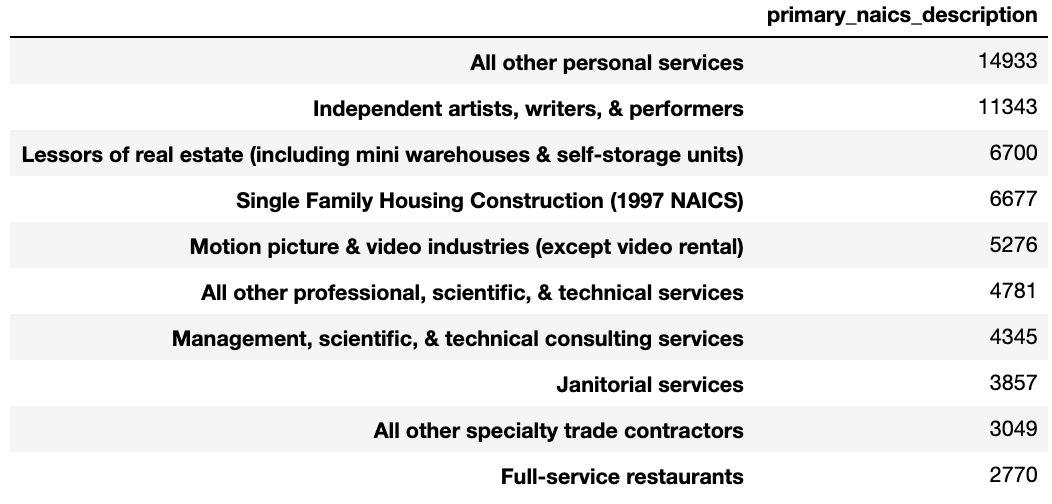 primary_naics_description
All other personal services 14933
Independent artists, writers, & performers 11343
Lessors of real estate (including mini warehouses & self-storage units) 6700
Single Family Housing Construction (1997 NAICS) 6677
Motion picture & video industries (except video rental) 5276
All other professional, scientific, & technical services 4781
Management, scientific, & technical consulting services 4345
Janitorial services 3857
All other specialty trade contractors 3049
Full-service restaurants 2770